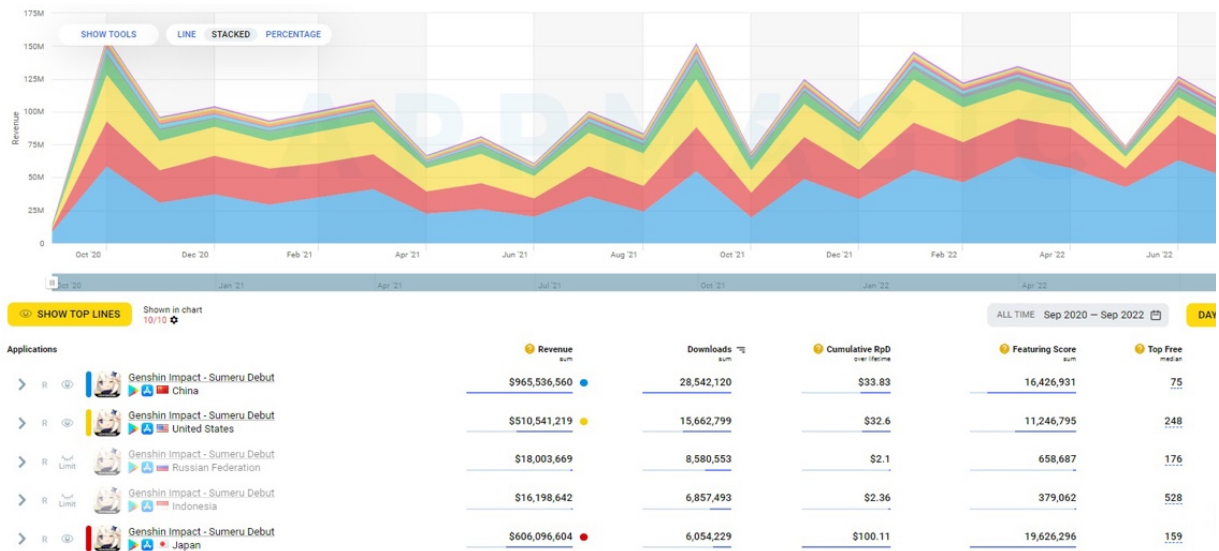 175M
SHOW TOOLS LINE STACKED PERCENTAGE
150M
125M
100M
75M
50M
25M
0
Revenue
APPMAGIC
Oct '20 Dec '20 Feb '21 Apr '21 Jun '21 Aug '21 Oct '21 Dec '21 Feb '22 Apr '22 Jun '22
Oct '20 Jan '21 Apr '21 Jul '21 Oct '21 Jan '22 Apr '22
SHOW TOP LINES
Shown in chart
10/10
ALL TIME Sep 2020 – Sep 2022
DAY
Applications ? Revenue Downloads ? Cumulative RpD ? Featuring Score ? Top Free
sum sum over lifetime sum median
Genshin Impact - Sumeru Debut
R China $965,536,560 28,542,120 $33.83 16,426,931 75
Genshin Impact - Sumeru Debut
R United States $510,541,219 15,662,799 $32.6 11,246,795 248
Genshin Impact - Sumeru Debut
R Limit Russian Federation $18,003,669 8,580,553 $2.1 658,687 176
Genshin Impact - Sumeru Debut
R Limit Indonesia $16,198,642 6,857,493 $2.36 379,062 528
Genshin Impact - Sumeru Debut
R Japan $606,096,604 6,054,229 $100.11 19,626,296 159